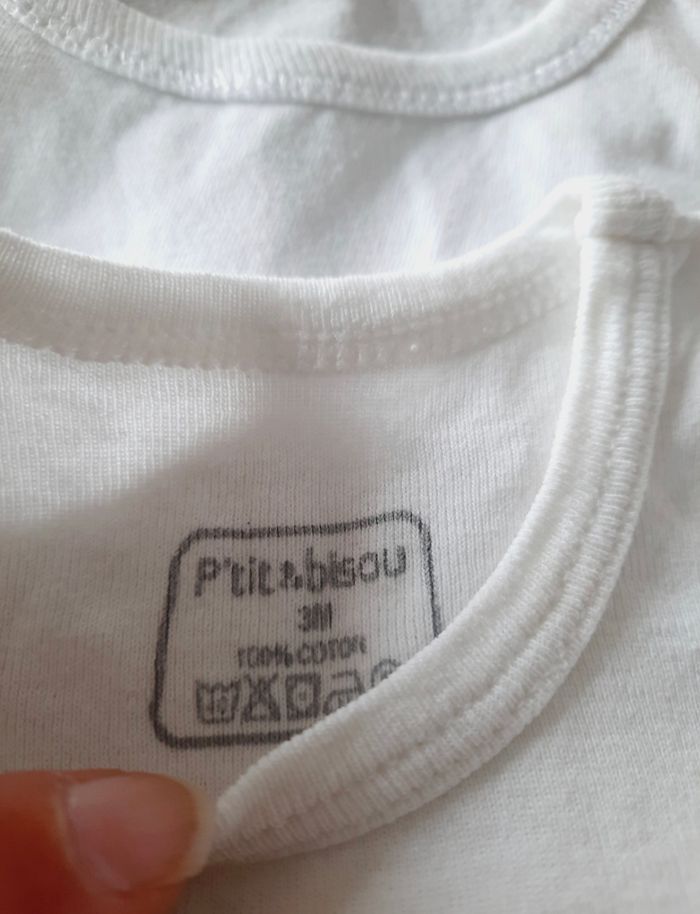 P'tit bisou
3M
100% COTON